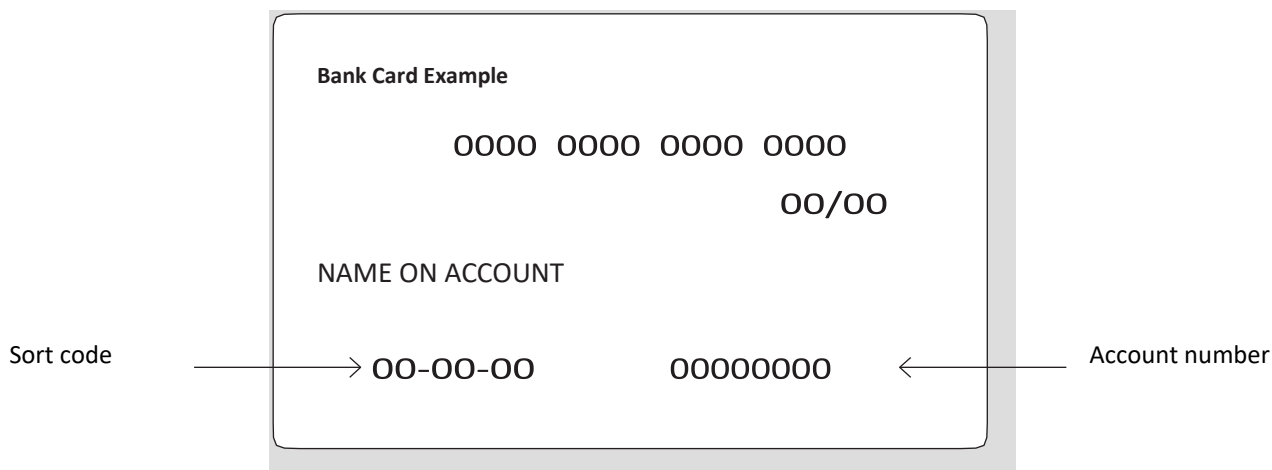 Bank Card Example
0000 0000 0000 0000
00/00
NAME ON ACCOUNT
Sort code
00-00-00
00000000
Account number